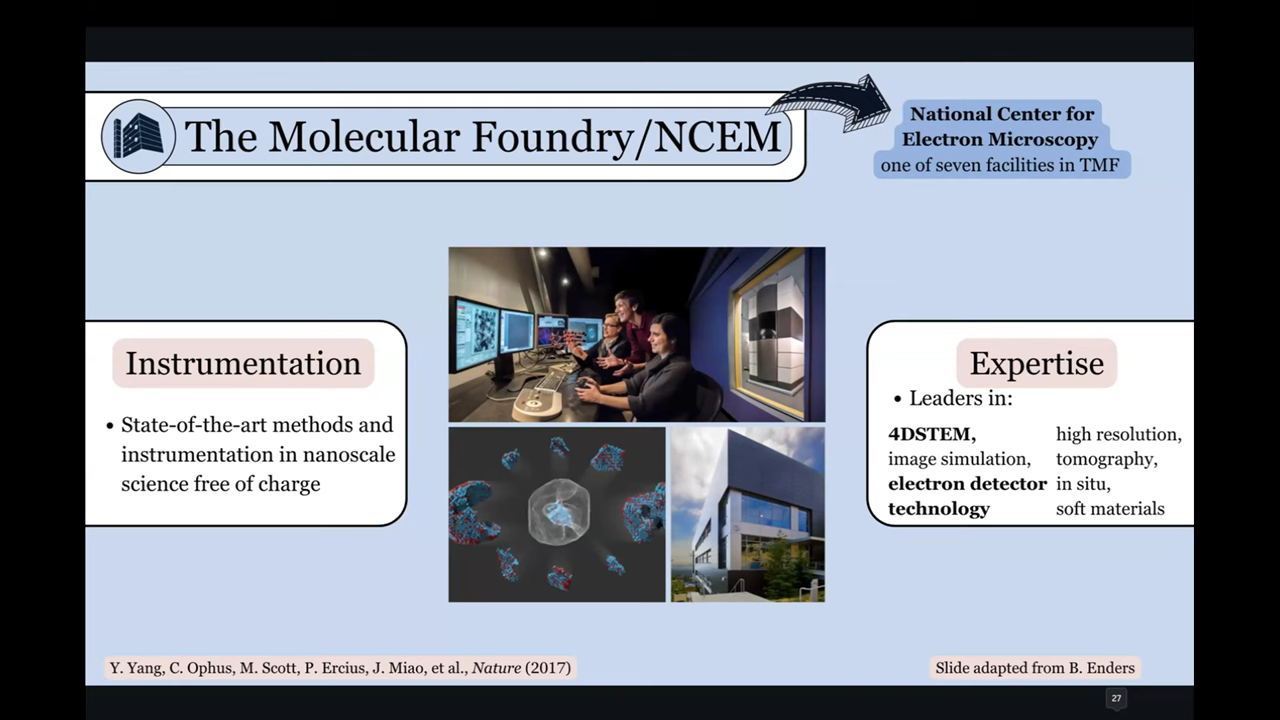 The Molecular Foundry/NCEM
National Center for
Electron Microscopy
one of seven facilities in TMF
Instrumentation
• State-of-the-art methods and
instrumentation in nanoscale
science free of charge
Expertise
• Leaders in:
4DSTEM,
image simulation,
electron detector
technology
high resolution,
tomography,
in situ,
soft materials
Y. Yang, C. Ophus, M. Scott, P. Ercius, J. Miao, et al., Nature (2017)
Slide adapted from B. Enders
27